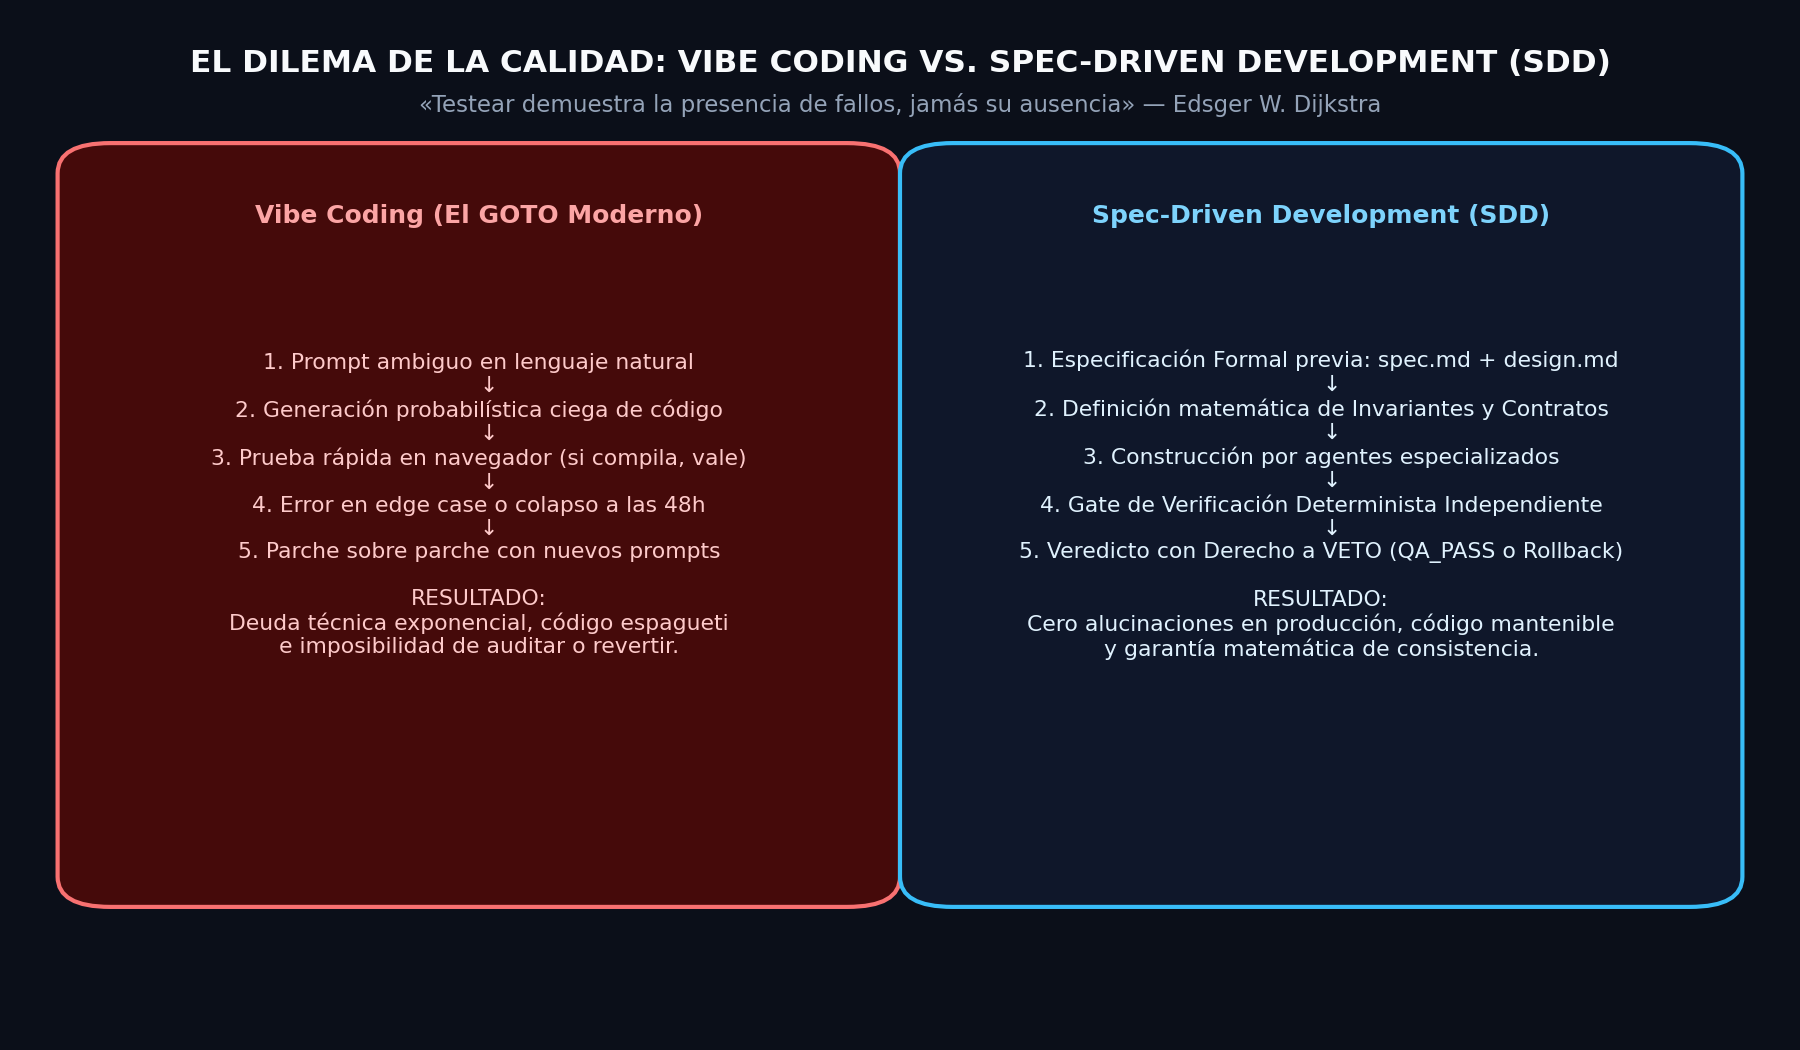 EL DILEMA DE LA CALIDAD: VIBE CODING VS. SPEC-DRIVEN DEVELOPMENT (SDD)
«Testear demuestra la presencia de fallos, jamás su ausencia» — Edsger W. Dijkstra
Vibe Coding (El GOTO Moderno)
1. Prompt ambiguo en lenguaje natural
↓
2. Generación probabilística ciega de código
↓
3. Prueba rápida en navegador (si compila, vale)
↓
4. Error en edge case o colapso a las 48h
↓
5. Parche sobre parche con nuevos prompts
RESULTADO:
Deuda técnica exponencial, código espagueti
e imposibilidad de auditar o revertir.
Spec-Driven Development (SDD)
1. Especificación Formal previa: spec.md + design.md
↓
2. Definición matemática de Invariantes y Contratos
↓
3. Construcción por agentes especializados
↓
4. Gate de Verificación Determinista Independiente
↓
5. Veredicto con Derecho a VETO (QA_PASS o Rollback)
RESULTADO:
Cero alucinaciones en producción, código mantenible
y garantía matemática de consistencia.